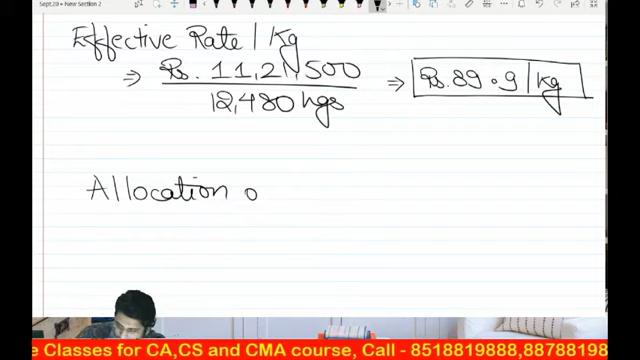 Sept.20 + New Section 2
Effective Rate / Kg
⇒ Rs. 11,21,500 ⇒ Rs. 89.9/kg
12,480 kgs
Allocation o
e Classes for CA,CS and CMA course, Call - 8518819888,88788198